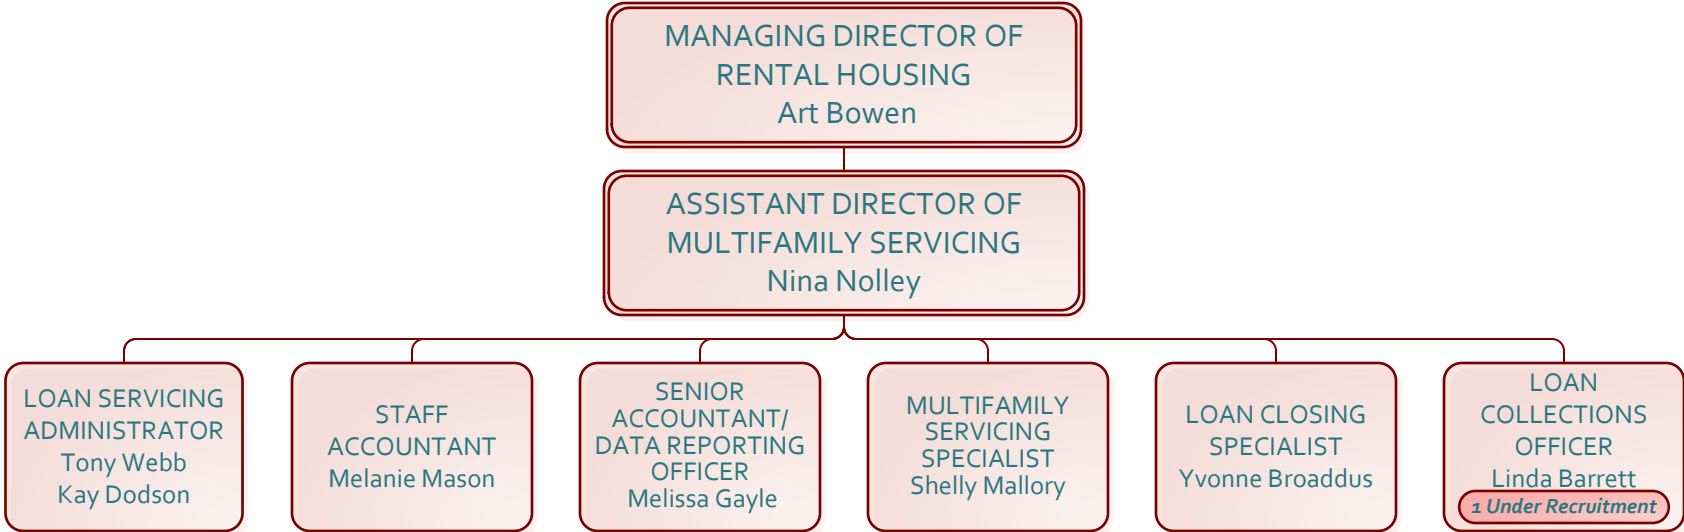 MANAGING DIRECTOR OF
RENTAL HOUSING
Art Bowen
ASSISTANT DIRECTOR OF
MULTIFAMILY SERVICING
Nina Nolley
LOAN SERVICING
ADMINISTRATOR
Tony Webb
Kay Dodson
STAFF
ACCOUNTANT
Melanie Mason
SENIOR
ACCOUNTANT/
DATA REPORTING
OFFICER
Melissa Gayle
MULTIFAMILY
SERVICING
SPECIALIST
Shelly Mallory
LOAN CLOSING
SPECIALIST
Yvonne Broaddus
LOAN
COLLECTIONS
OFFICER
Linda Barrett
1 Under Recruitment